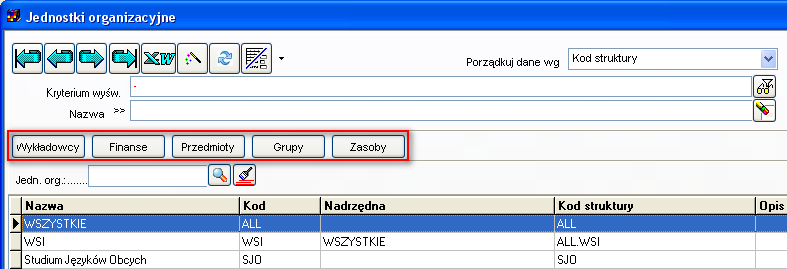 Jednostki organizacyjne
XW
Porządkuj dane wg Kod struktury
Kryterium wyśw. .
Nazwa >>
Wykładowcy Finanse Przedmioty Grupy Zasoby
Jedn. org.:......
Nazwa Kod Nadrzędna Kod struktury Opis
WSZYSTKIE ALL ALL
WSI WSI WSZYSTKIE ALL.WSI
Studium Języków Obcych SJO SJO